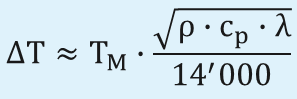 ΔT ≈ T_M · √(ρ · c_p · λ) / 14′000